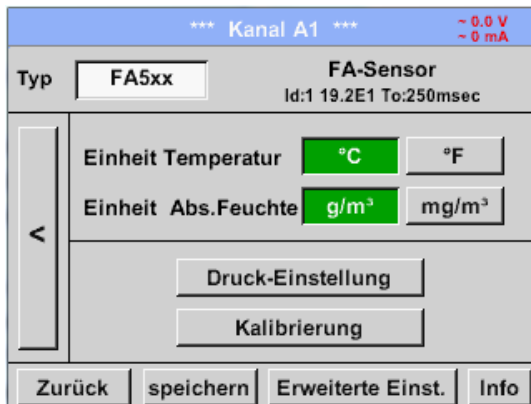 *** Kanal A1 ***
~ 0.0 V
~ 0 mA
Typ
FA5xx
FA-Sensor
Id:1 19.2E1 To:250msec
<
Einheit Temperatur
°C
°F
Einheit Abs.Feuchte
g/m³
mg/m³
Druck-Einstellung
Kalibrierung
Zurück
speichern
Erweiterte Einst.
Info